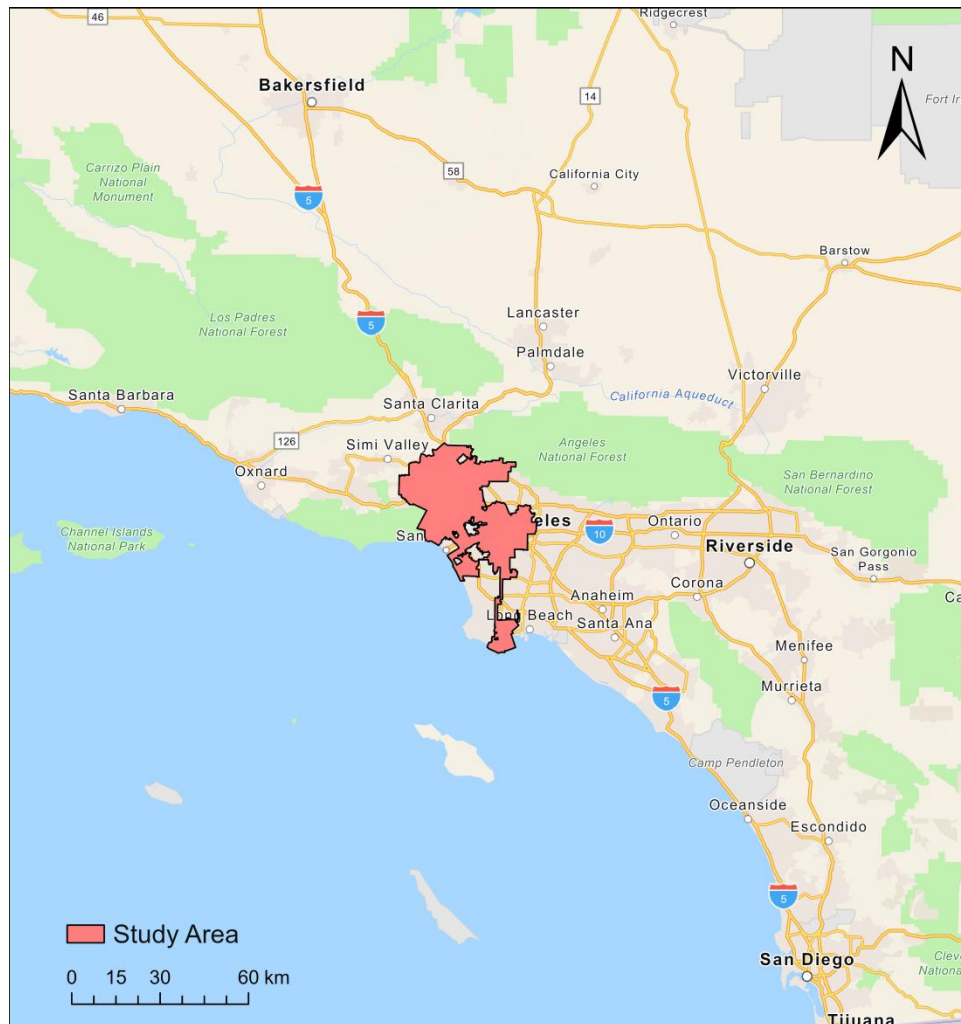 Ridgecrest
46
N
Bakersfield
14
Fort Ir
Carrizo Plain
National
Monument
58
California City
5
Barstow
Lancaster
Los Padres
National Forest
5
Palmdale
Victorville
Santa Barbara
California Aqueduct
Santa Clarita
126
Simi Valley
Angeles
National Forest
Oxnard
San Bernardino
National Forest
eles
10
Ontario
Channel Islands
National Park
San
Riverside
San Gorgonio
Pass
Corona
Ca
Anaheim
Long Beach
Santa Ana
Menifee
Murrieta
5
Camp Pendleton
Oceanside
Escondido
5
Study Area
San Diego
Cleve
Nationa
0 15 30 60 km
Tijuana